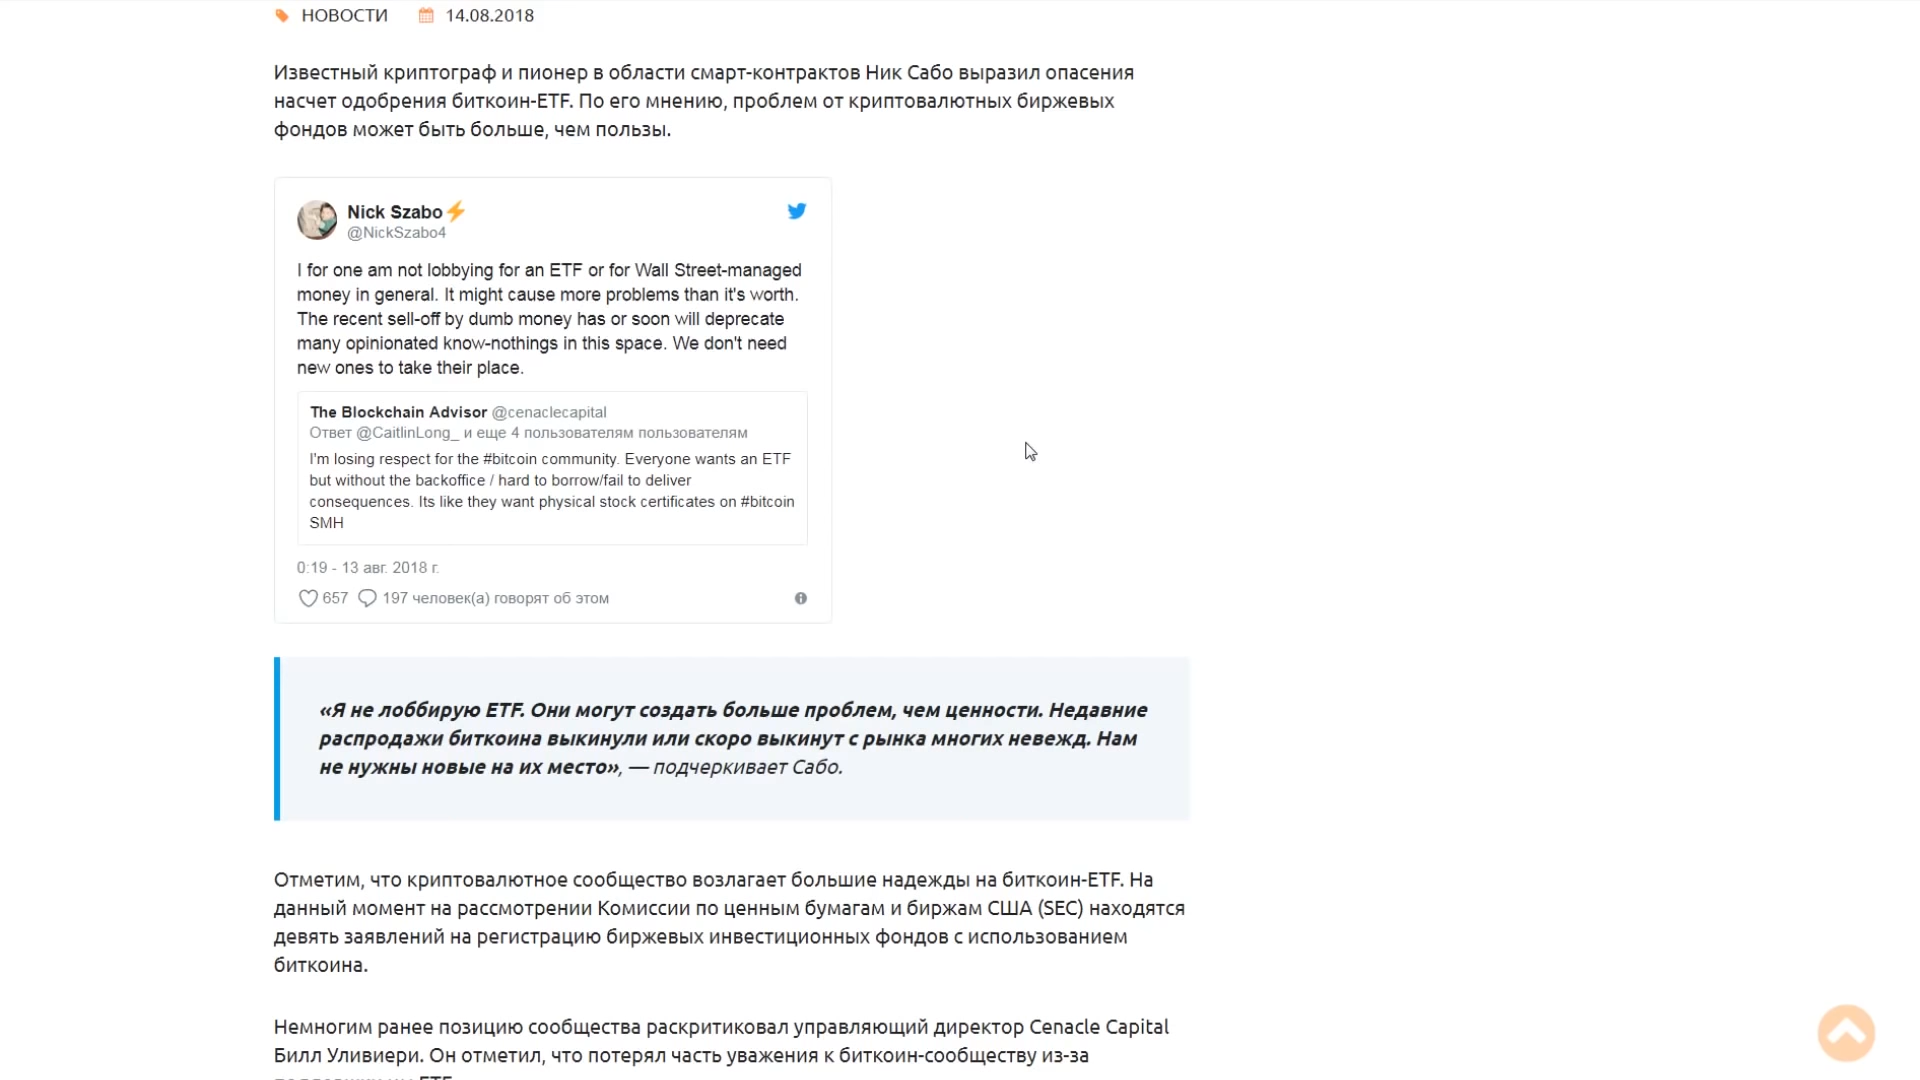 НОВОСТИ 14.08.2018
Известный криптограф и пионер в области смарт-контрактов Ник Сабо выразил опасения
насчет одобрения биткоин-ETF. По его мнению, проблем от криптовалютных биржевых
фондов может быть больше, чем пользы.
Nick Szabo⚡
@NickSzabo4
I for one am not lobbying for an ETF or for Wall Street-managed
money in general. It might cause more problems than it's worth.
The recent sell-off by dumb money has or soon will deprecate
many opinionated know-nothings in this space. We don't need
new ones to take their place.
The Blockchain Advisor @cenaclecapital
Ответ @CaitlinLong_ и еще 4 пользователям пользователям
I'm losing respect for the #bitcoin community. Everyone wants an ETF
but without the backoffice / hard to borrow/fail to deliver
consequences. Its like they want physical stock certificates on #bitcoin
SMH
0:19 - 13 авг. 2018 г.
657 197 человек(а) говорят об этом
«Я не лоббирую ETF. Они могут создать больше проблем, чем ценности. Недавние
распродажи биткоина выкинули или скоро выкинут с рынка многих невежд. Нам
не нужны новые на их место», — подчеркивает Сабо.
Отметим, что криптовалютное сообщество возлагает большие надежды на биткоин-ETF. На
данный момент на рассмотрении Комиссии по ценным бумагам и биржам США (SEC) находятся
девять заявлений на регистрацию биржевых инвестиционных фондов с использованием
биткоина.
Немногим ранее позицию сообщества раскритиковал управляющий директор Cenacle Capital
Билл Уливиери. Он отметил, что потерял часть уважения к биткоин-сообществу из-за
ETF